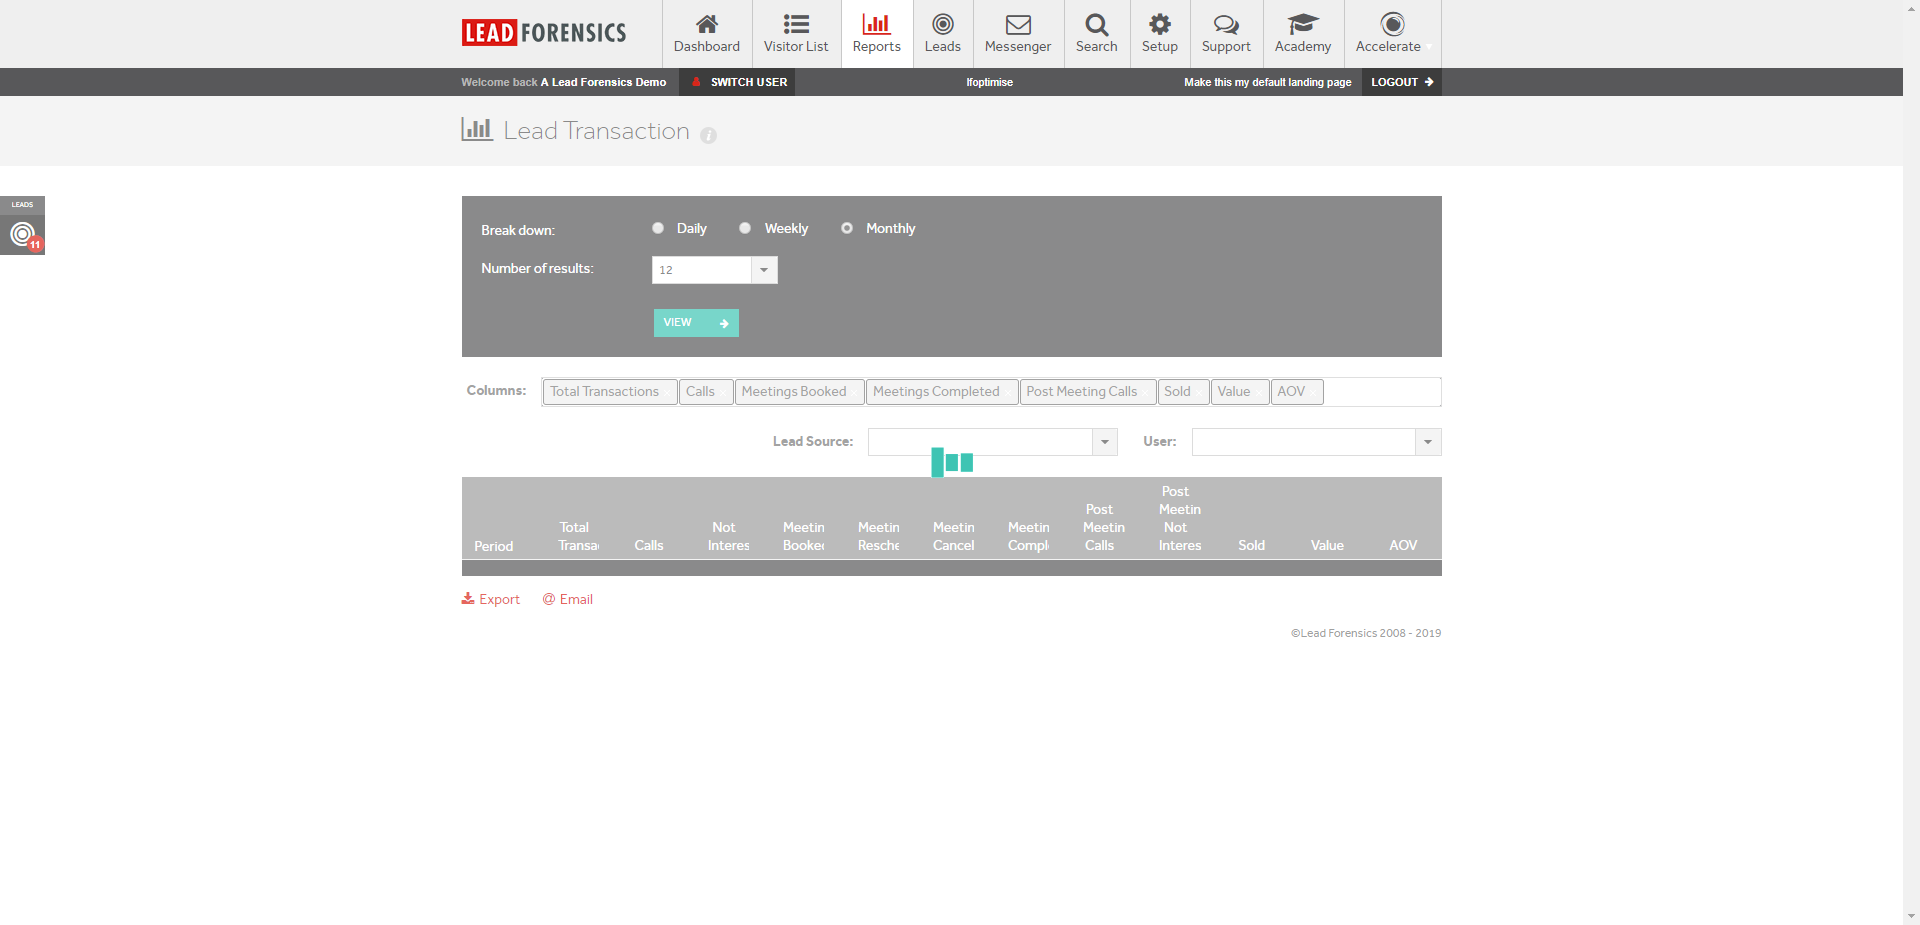 LEAD FORENSICS
Dashboard
Visitor List
Reports
Leads
Messenger
Search
Setup
Support
Academy
Accelerate
Welcome back A Lead Forensics Demo
SWITCH USER
lfoptimise
Make this my default landing page
LOGOUT
Lead Transaction
LEADS
11
Break down:
Daily
Weekly
Monthly
Number of results:
12
VIEW
Columns:
Total Transactions
Calls
Meetings Booked
Meetings Completed
Post Meeting Calls
Sold
Value
AOV
Lead Source:
User:
Period
Total
Transa
Calls
Not
Interes
Meetin
Booke
Meetin
Resche
Meetin
Cancel
Meetin
Compl
Post
Meetin
Calls
Post
Meetin
Not
Interes
Sold
Value
AOV
Export
@ Email
©Lead Forensics 2008 - 2019